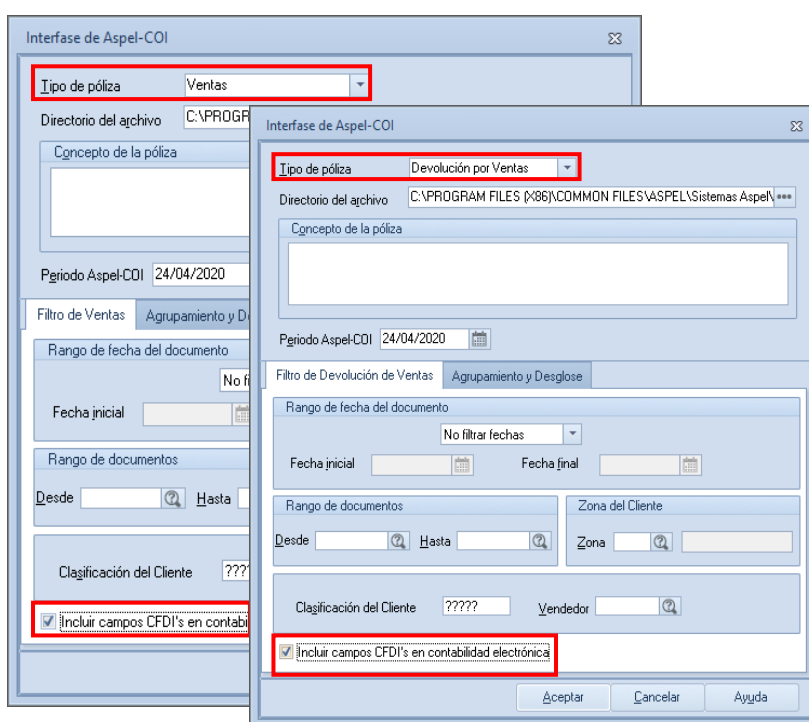 Interfase de Aspel-COI
Tipo de póliza Ventas
Directorio del archivo C:\PROGR
Concepto de la póliza
Periodo Aspel-COI 24/04/2020
Filtro de Ventas Agrupamiento y D
Rango de fecha del documento
No fi
Fecha inicial
Rango de documentos
Desde Hasta
Clasificación del Cliente ????
Incluir campos CFDI's en contabi
Interfase de Aspel-COI
Tipo de póliza Devolución por Ventas
Directorio del archivo C:\PROGRAM FILES (X86)\COMMON FILES\ASPEL\Sistemas Aspel\
Concepto de la póliza
Periodo Aspel-COI 24/04/2020
Filtro de Devolución de Ventas Agrupamiento y Desglose
Rango de fecha del documento
No filtrar fechas
Fecha inicial Fecha final
Rango de documentos Zona del Cliente
Desde Hasta Zona
Clasificación del Cliente ????? Vendedor
Incluir campos CFDI's en contabilidad electrónica
Aceptar Cancelar Ayuda